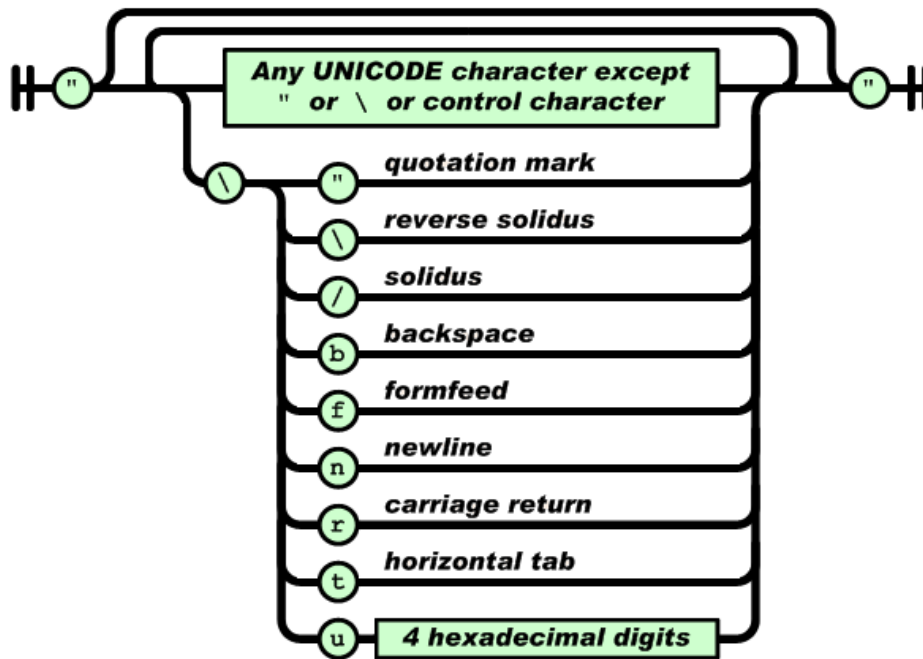 "
Any UNICODE character except
" or \ or control character
"
\
" quotation mark
\ reverse solidus
/ solidus
b backspace
f formfeed
n newline
r carriage return
t horizontal tab
u 4 hexadecimal digits